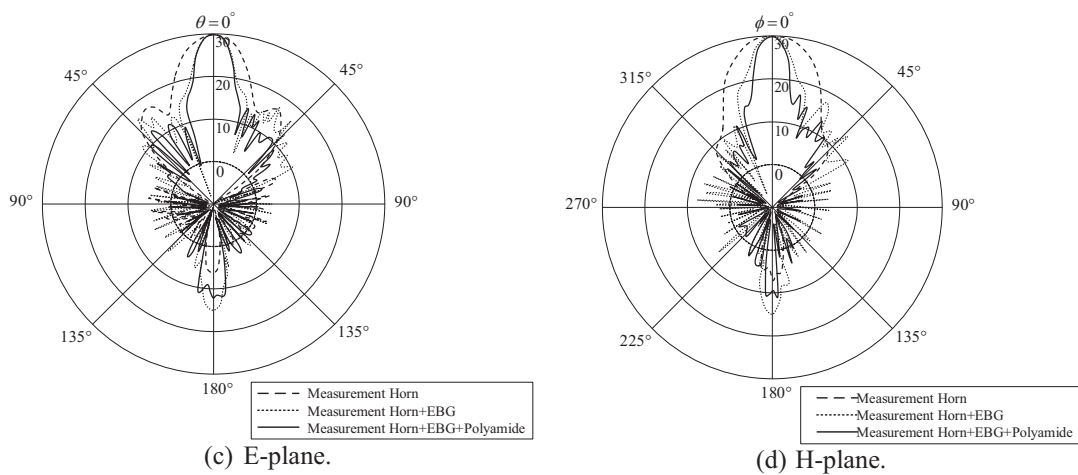 θ = 0°
30
45°
45°
20
10
0
90°
90°
135°
135°
180°
Measurement Horn
Measurement Horn+EBG
Measurement Horn+EBG+Polyamide
(c) E-plane.
ϕ = 0°
30
315°
45°
20
10
0
270°
90°
225°
135°
180°
Measurement Horn
Measurement Horn+EBG
Measurement Horn+EBG+Polyamide
(d) H-plane.